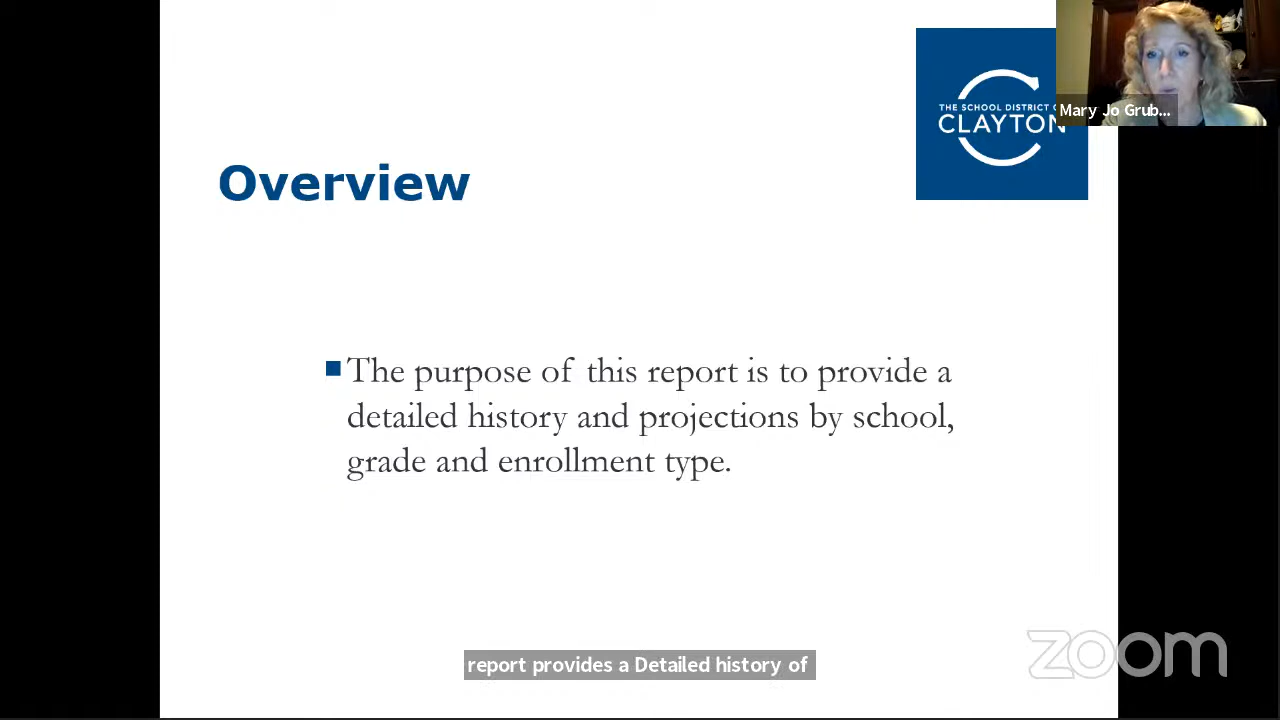 THE SCHOOL DISTRICT O
CLAYTON
Mary Jo Grub...
Overview
The purpose of this report is to provide a
detailed history and projections by school,
grade and enrollment type.
report provides a Detailed history of
zoom